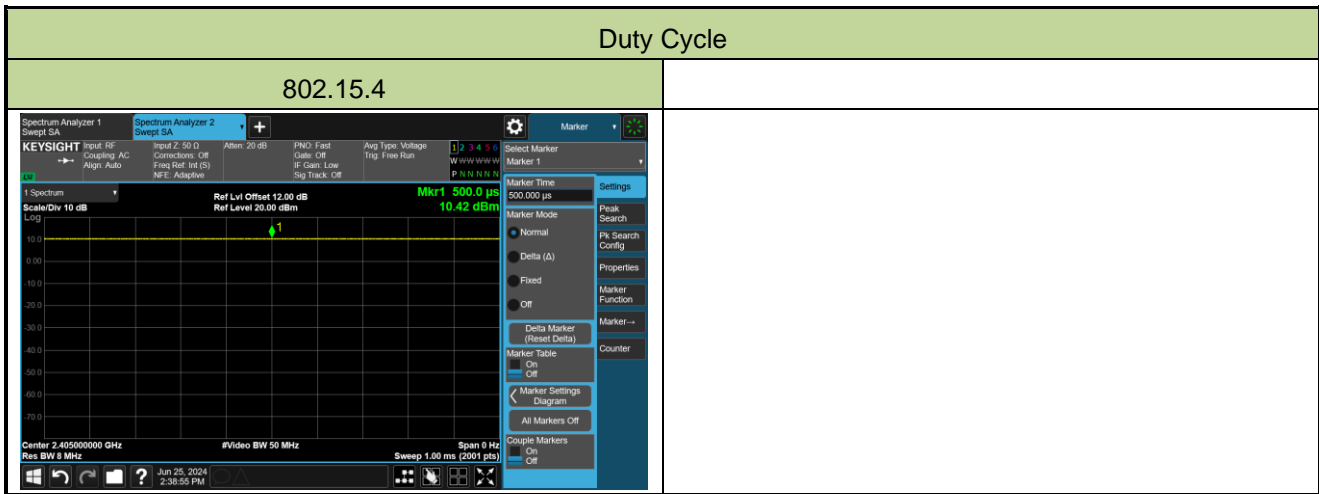 Duty Cycle
802.15.4
Spectrum Analyzer 1
Swept SA
Spectrum Analyzer 2
Swept SA
+
Marker
KEYSIGHT
Input: RF
Coupling: AC
Align: Auto
Input Z: 50 Ω
Corrections: Off
Freq Ref: Int (S)
NFE: Adaptive
Atten: 20 dB
PNO: Fast
Gate: Off
IF Gain: Low
Sig Track: Off
Avg Type: Voltage
Trig: Free Run
1 2 3 4 5 6
W W W W W W
P N N N N N
Select Marker
Marker 1
LXI
1 Spectrum
Scale/Div 10 dB
Log
Ref Lvl Offset 12.00 dB
Ref Level 20.00 dBm
Mkr1 500.0 µs
10.42 dBm
1
10.0
0.00
-10.0
-20.0
-30.0
-40.0
-50.0
-60.0
-70.0
Center 2.405000000 GHz
Res BW 8 MHz
#Video BW 50 MHz
Span 0 Hz
Sweep 1.00 ms (2001 pts)
Marker Time
500.000 µs
Marker Mode
Normal
Delta (Δ)
Fixed
Off
Delta Marker
(Reset Delta)
Marker Table
On
Off
Marker Settings
Diagram
All Markers Off
Couple Markers
On
Off
Settings
Peak
Search
Pk Search
Config
Properties
Marker
Function
Marker→
Counter
?
Jun 25, 2024
2:38:55 PM